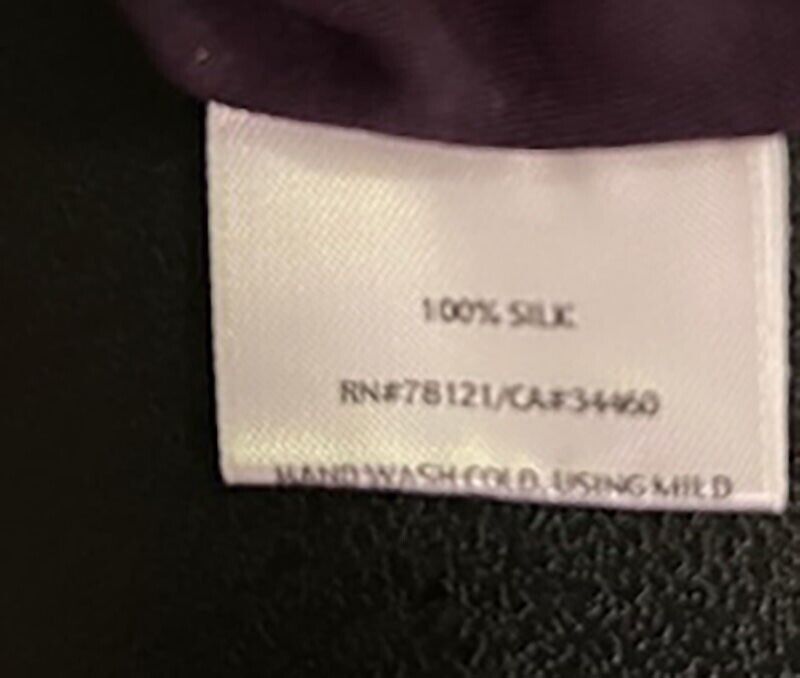 100% SILK
RN#78121/CA#34460
HAND WASH COLD, USING MILD